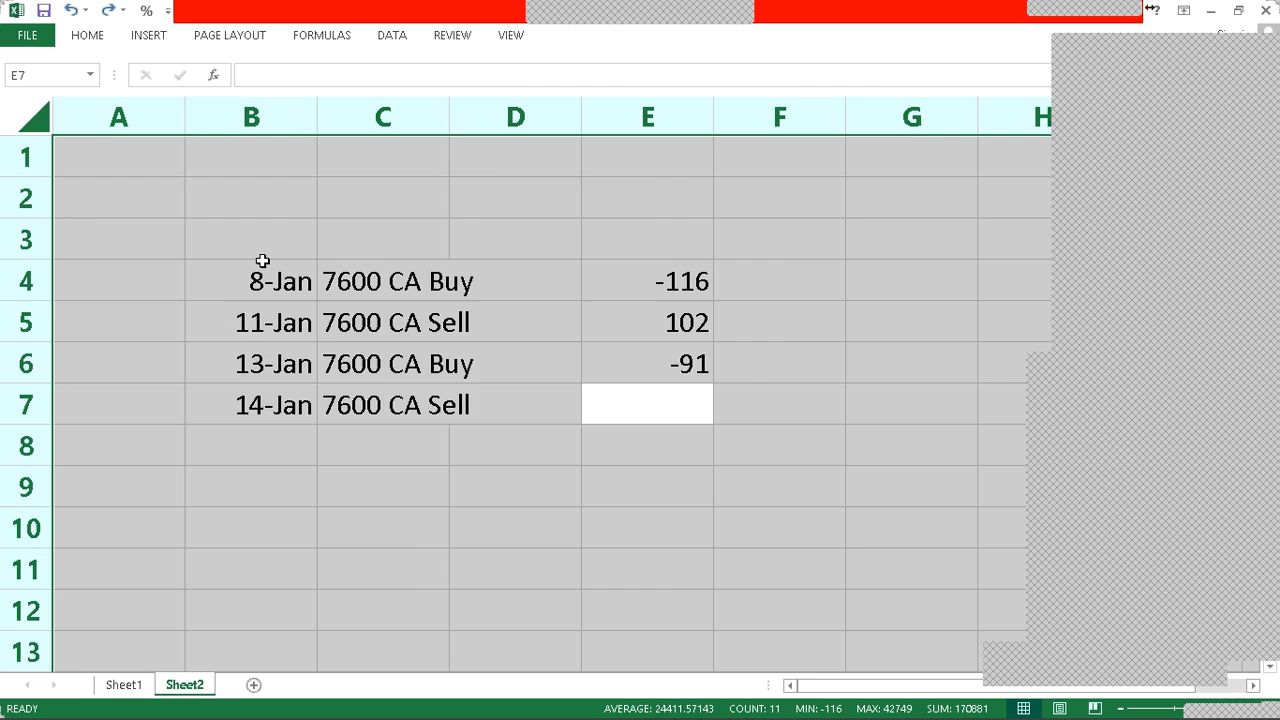 FILE HOME INSERT PAGE LAYOUT FORMULAS DATA REVIEW VIEW
E7
A B C D E F G H
1
2
3
4 8-Jan 7600 CA Buy -116
5 11-Jan 7600 CA Sell 102
6 13-Jan 7600 CA Buy -91
7 14-Jan 7600 CA Sell
8
9
10
11
12
13
Sheet1 Sheet2
READY AVERAGE: 24411.57143 COUNT: 11 MIN: -116 MAX: 42749 SUM: 170881